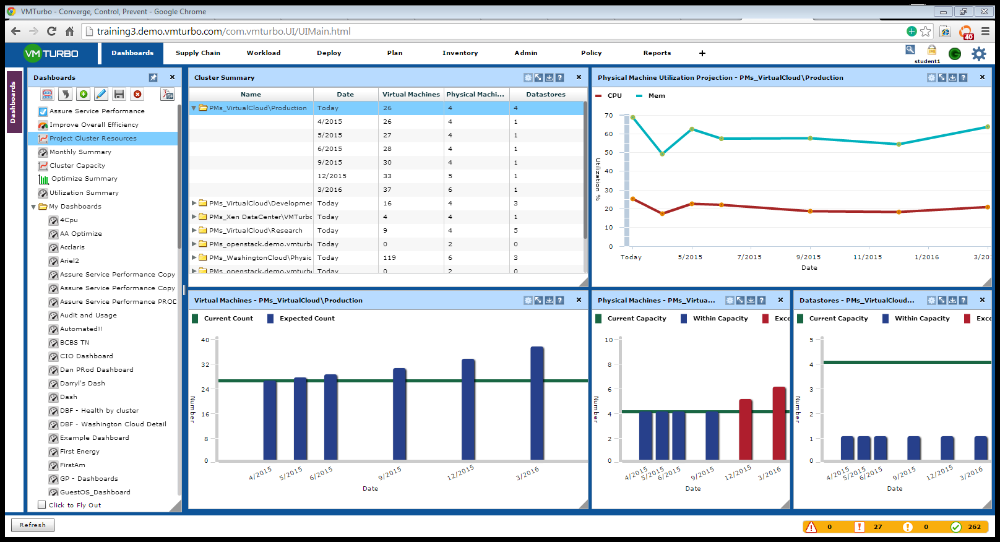 VMTurbo - Converge, Control, Prevent - Google Chrome
training3.demo.vmturbo.com/com.vmturbo.UI/UIMain.html
40
VMTURBO
Dashboards
Supply Chain
Workload
Deploy
Plan
Inventory
Admin
Policy
Reports
+
student1
Dashboards
Dashboards
Assure Service Performance
Improve Overall Efficiency
Project Cluster Resources
Monthly Summary
Cluster Capacity
Optimize Summary
Utilization Summary
My Dashboards
4Cpu
AA Optimize
Acclaris
Ariel2
Assure Service Performance Copy
Assure Service Performance Copy
Assure Service Performance PROD
Audit and Usage
Automated!!
BCBS TN
CIO Dashboard
Dan PRod Dashboard
Darryl's Dash
Dash
DBF - Health by cluster
DBF - Washington Cloud Detail
Example Dashboard
First Energy
FirstAm
GP - Dashboards
GuestOS_Dashboard
Click to Fly Out
Cluster Summary
Name Date Virtual Machines Physical Machi... Datastores
PMs_VirtualCloud\Production Today 26 4 4
4/2015 26 4 1
5/2015 27 4 1
6/2015 28 4 1
9/2015 30 4 1
12/2015 33 5 1
3/2016 37 6 1
PMs_VirtualCloud\Developmer Today 16 4 3
PMs_Xen DataCenter\VMTurbo Today 4 4 1
PMs_VirtualCloud\Research Today 9 4 5
PMs_openstack.demo.vmturbo Today 0 2 0
PMs_WashingtonCloud\Physic Today 119 6 3
PMs_openstack.demo.vmturbo Today 0 2 0
Physical Machine Utilization Projection - PMs_VirtualCloud\Production
CPU Mem
70
60
50
40
30
20
10
0
Utilization %
Today 5/2015 7/2015 9/2015 11/2015 1/2016 3/201
Date
Virtual Machines - PMs_VirtualCloud\Production
Current Count Expected Count
40
32
24
16
8
0
Number
4/2015 5/2015 6/2015 9/2015 12/2015 3/2016
Date
Physical Machines - PMs_Virtua...
Current Capacity Within Capacity Exce
10
8
6
4
2
0
Number
4/2015 5/2015 6/2015 9/2015 12/2015 3/2016
Date
Datastores - PMs_VirtualCloud...
Current Capacity Within Capacity Exce
5
4
3
2
1
0
Number
4/2015 5/2015 6/2015 9/2015 12/2015 3/2016
Date
Refresh
0 27 0 262